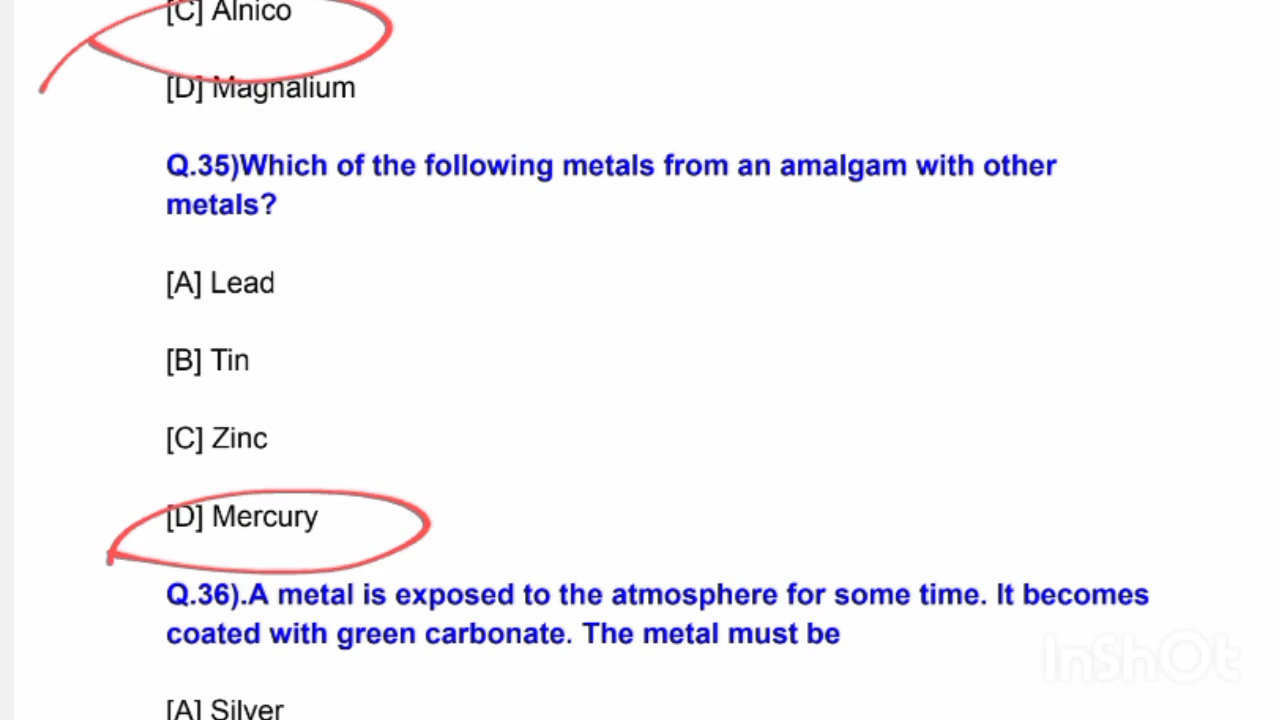 [C] Alnico
[D] Magnalium
Q.35)Which of the following metals from an amalgam with other
metals?
[A] Lead
[B] Tin
[C] Zinc
[D] Mercury
Q.36).A metal is exposed to the atmosphere for some time. It becomes
coated with green carbonate. The metal must be
[A] Silver
InShOt